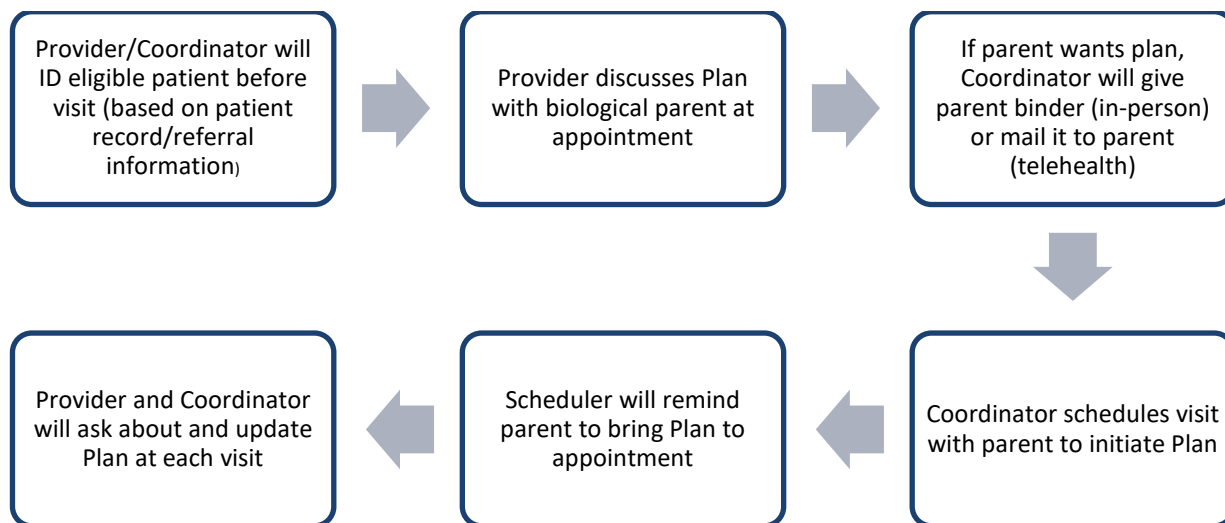 Provider/Coordinator will
ID eligible patient before
visit (based on patient
record/referral
information)
Provider discusses Plan
with biological parent at
appointment
If parent wants plan,
Coordinator will give
parent binder (in-person)
or mail it to parent
(telehealth)
Coordinator schedules visit
with parent to initiate Plan
Scheduler will remind
parent to bring Plan to
appointment
Provider and Coordinator
will ask about and update
Plan at each visit